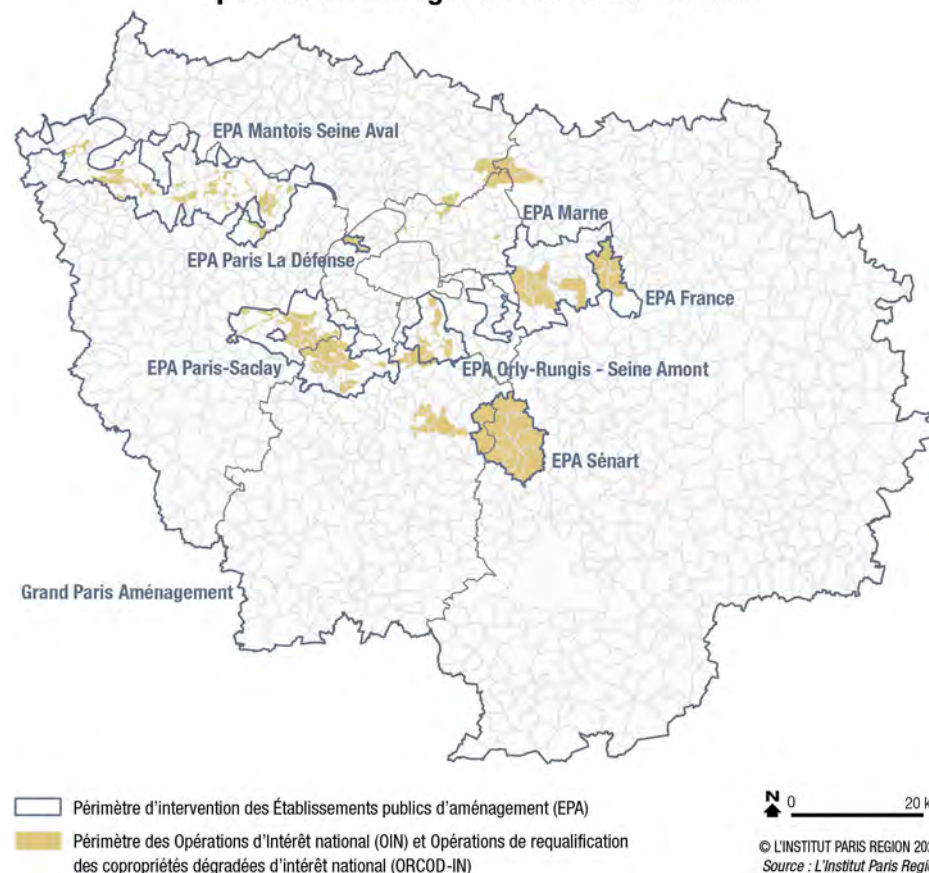 EPA Mantois Seine Aval
EPA Marne
EPA Paris La Défense
EPA France
EPA Paris-Saclay
EPA Orly-Rungis - Seine Amont
EPA Sénart
Grand Paris Aménagement
Périmètre d'intervention des Établissements publics d'aménagement (EPA)
Périmètre des Opérations d'Intérêt national (OIN) et Opérations de requalification
des copropriétés dégradées d'intérêt national (ORCOD-IN)
N 0 20 k
© L'INSTITUT PARIS REGION
Source : L'Institut Paris